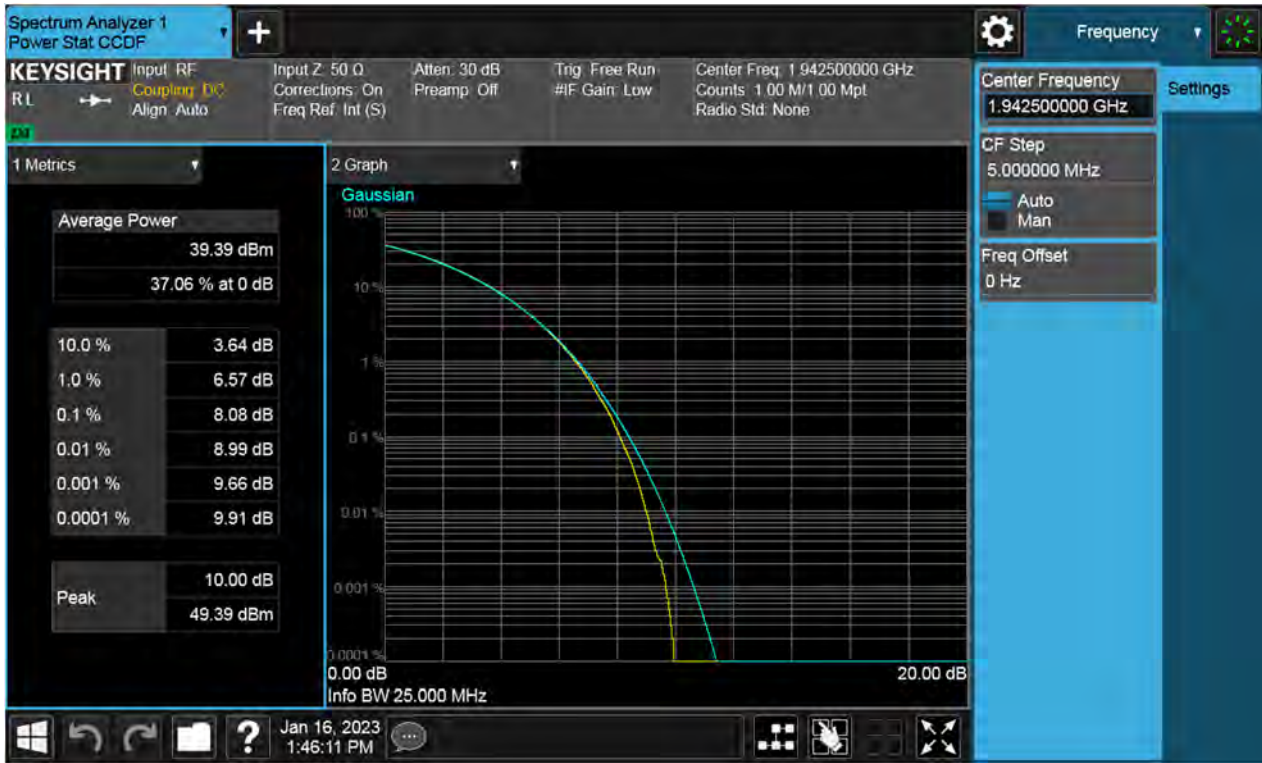 Spectrum Analyzer 1
Power Stat CCDF
+
Frequency
KEYSIGHT
RL
Input: RF
Coupling: DC
Align: Auto
Input Z: 50 Ω
Corrections: On
Freq Ref: Int (S)
Atten: 30 dB
Preamp: Off
Trig: Free Run
#IF Gain: Low
Center Freq: 1.942500000 GHz
Counts: 1.00 M/1.00 Mpt
Radio Std: None
Center Frequency
1.942500000 GHz
Settings
CF Step
5.000000 MHz
Auto
Man
Freq Offset
0 Hz
1 Metrics
Average Power
39.39 dBm
37.06 % at 0 dB
10.0 % 3.64 dB
1.0 % 6.57 dB
0.1 % 8.08 dB
0.01 % 8.99 dB
0.001 % 9.66 dB
0.0001 % 9.91 dB
Peak
10.00 dB
49.39 dBm
2 Graph
Gaussian
100 %
10 %
1 %
0.1 %
0.01 %
0.001 %
0.0001 %
0.00 dB 20.00 dB
Info BW 25.000 MHz
?
Jan 16, 2023
1:46:11 PM